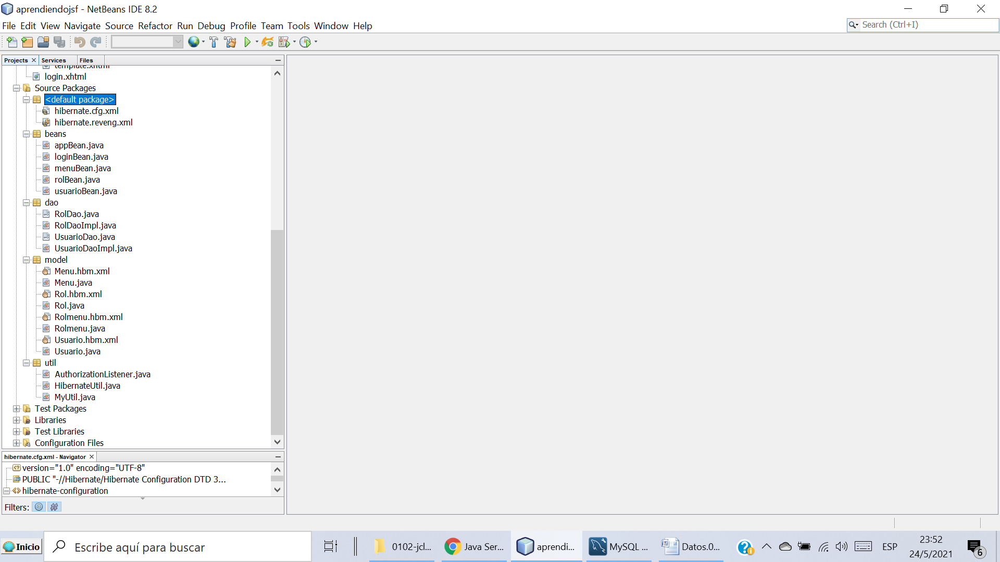 aprendiendojsf - NetBeans IDE 8.2
File Edit View Navigate Source Refactor Run Debug Profile Team Tools Window Help
Search (Ctrl+I)
Projects Services Files
template.xhtml
login.xhtml
Source Packages
<default package>
hibernate.cfg.xml
hibernate.reveng.xml
beans
appBean.java
loginBean.java
menuBean.java
rolBean.java
usuarioBean.java
dao
RolDao.java
RolDaoImpl.java
UsuarioDao.java
UsuarioDaoImpl.java
model
Menu.hbm.xml
Menu.java
Rol.hbm.xml
Rol.java
Rolmenu.hbm.xml
Rolmenu.java
Usuario.hbm.xml
Usuario.java
util
AuthorizationListener.java
HibernateUtil.java
MyUtil.java
Test Packages
Libraries
Test Libraries
Configuration Files
hibernate.cfg.xml - Navigator
version="1.0" encoding="UTF-8"
PUBLIC "-//Hibernate/Hibernate Configuration DTD 3...
hibernate-configuration
Filters:
Inicio
Escribe aquí para buscar
0102-jcl...
Java Ser...
aprendi...
MySQL ...
Datos.0...
ESP
23:52
24/5/2021
6